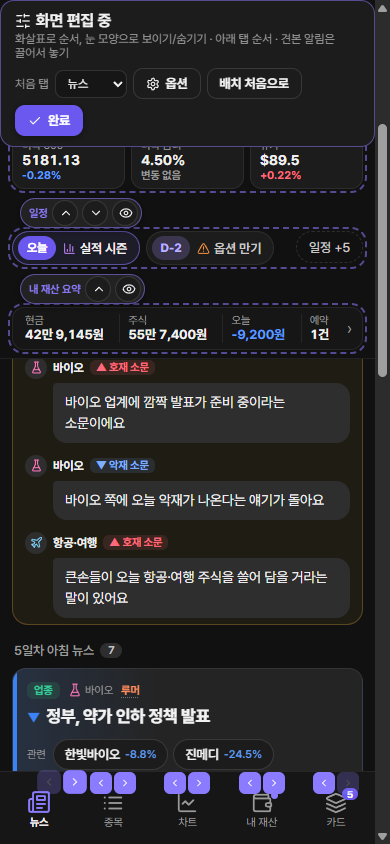 화면 편집 중
화살표로 순서, 눈 모양으로 보이기/숨기기 · 아래 탭 순서 · 견본 알림은
끌어서 놓기
처음 탭 뉴스 옵션 배치 처음으로
완료
5181.13 4.50% $89.5
-0.28% 변동 없음 +0.22%
일정
오늘 실적 시즌 D-2 옵션 만기 일정 +5
내 재산 요약
현금 주식 오늘 예약
42만 9,145원 55만 7,400원 -9,200원 1건 ›
바이오 ▲호재 소문
바이오 업계에 깜짝 발표가 준비 중이라는
소문이에요
바이오 ▼악재 소문
바이오 쪽에 오늘 악재가 나온다는 얘기가 돌아요
항공·여행 ▲호재 소문
큰손들이 오늘 항공·여행 주식을 쓸어 담을 거라는
말이 있어요
5일차 아침 뉴스 7
업종 바이오 루머
▼ 정부, 약가 인하 정책 발표
관련 한빛바이오 -8.8% 진메디 -24.5%
5
뉴스 종목 차트 내 재산 카드